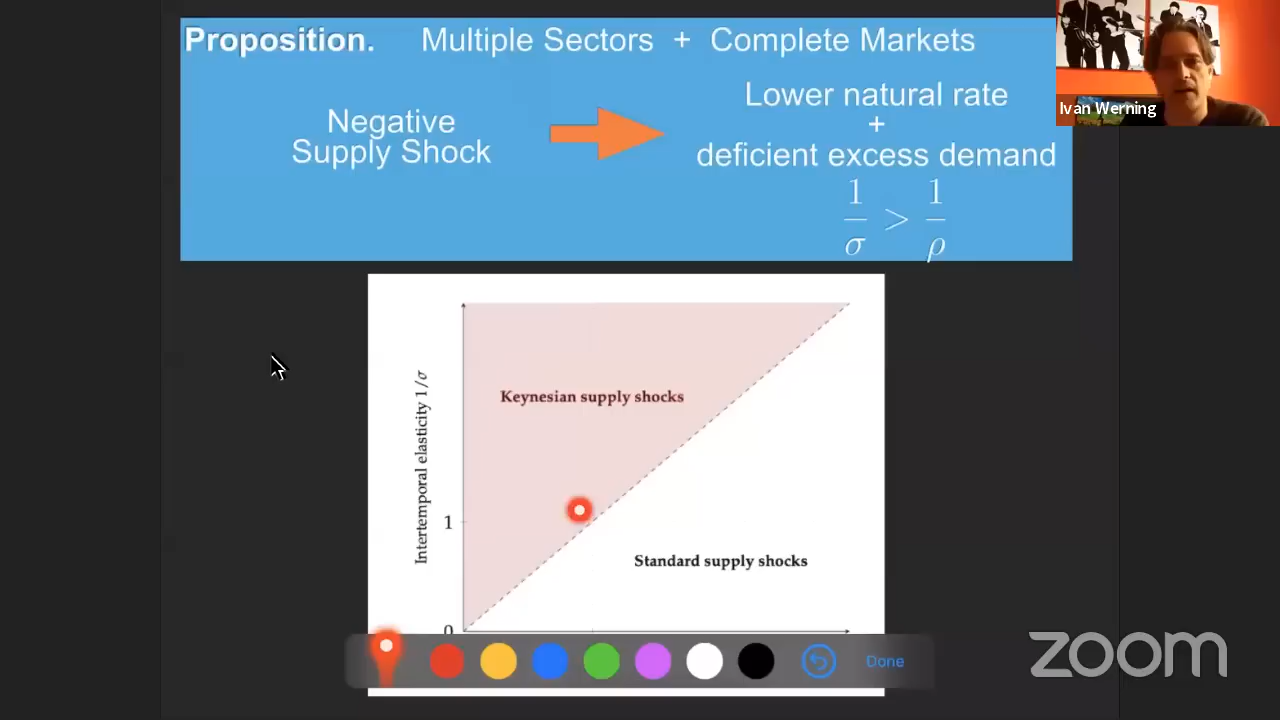 Proposition. Multiple Sectors + Complete Markets
Negative
Supply Shock
Lower natural rate
+
deficient excess demand
1/σ > 1/ρ
Ivan Werning
Keynesian supply shocks
Intertemporal elasticity 1/σ
1
Standard supply shocks
0
Done
zoom